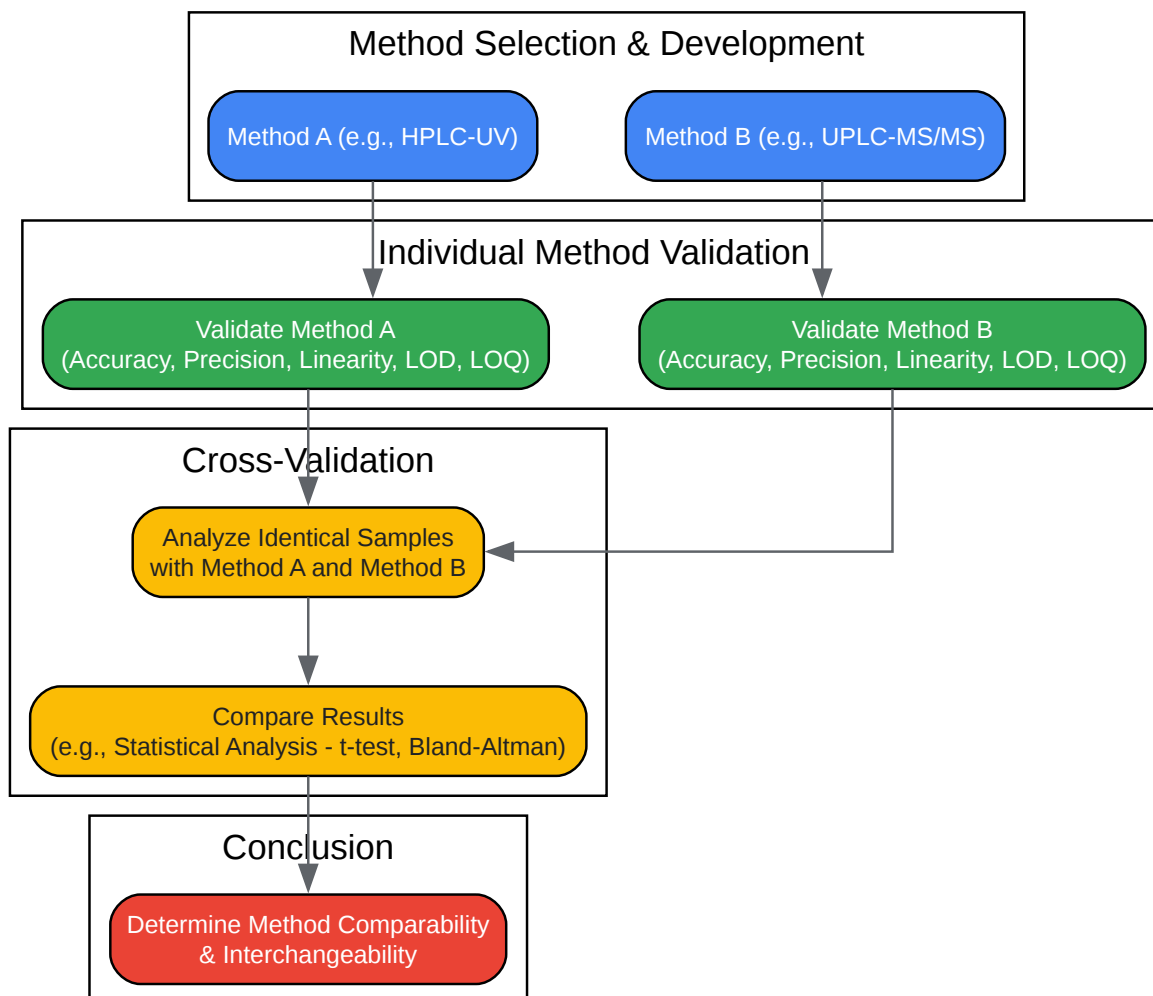 Method Selection & Development
Method A (e.g., HPLC-UV)
Method B (e.g., UPLC-MS/MS)
Individual Method Validation
Validate Method A
(Accuracy, Precision, Linearity, LOD, LOQ)
Validate Method B
(Accuracy, Precision, Linearity, LOD, LOQ)
Cross-Validation
Analyze Identical Samples
with Method A and Method B
Compare Results
(e.g., Statistical Analysis - t-test, Bland-Altman)
Conclusion
Determine Method Comparability
& Interchangeability